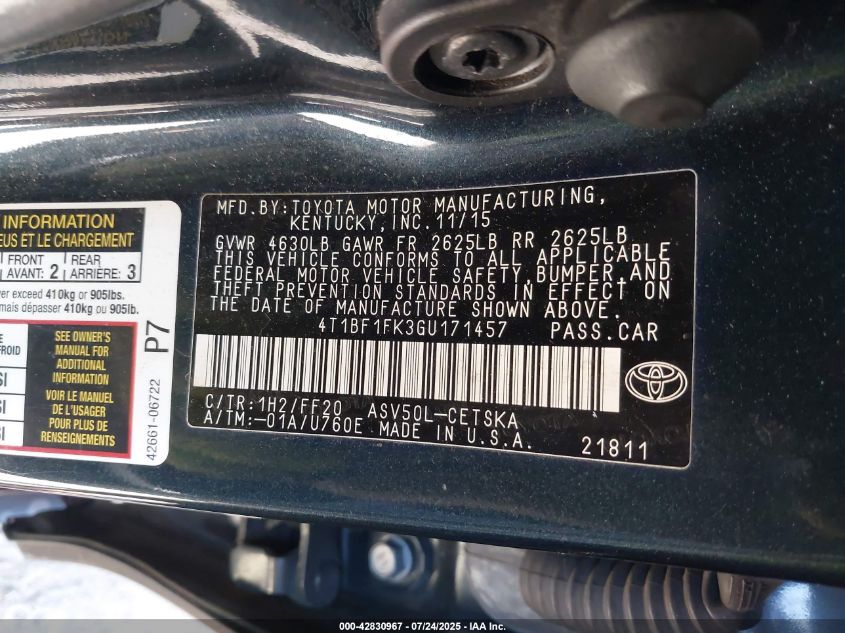 MFD.BY:TOYOTA MOTOR MANUFACTURING,
KENTUCKY, INC. 11/15
GVWR 4630LB GAWR FR 2625LB RR 2625LB
THIS VEHICLE CONFORMS TO ALL APPLICABLE
FEDERAL MOTOR VEHICLE SAFETY, BUMPER, AND
THEFT PREVENTION STANDARDS IN EFFECT ON
THE DATE OF MANUFACTURE SHOWN ABOVE.
4T1BF1FK3GU171457 PASS.CAR
C/TR:1H2/FF20 ASV50L-CETSKA
A/TM:-01A/U760E MADE IN U.S.A.
21811
INFORMATION
ET LE CHARGEMENT
FRONT
AVANT: 2
REAR
ARRIÈRE: 3
exceed 410kg or 905lbs.
mais dépasser 410kg ou 905lb.
SEE OWNER'S
MANUAL FOR
ADDITIONAL
INFORMATION
VOIR LE MANUEL
DE L'USAGER
POUR PLUS DE
RENSEIGNEMENTS
P7
42661-06722
000-42830967 - 07/24/2025 - IAA Inc.